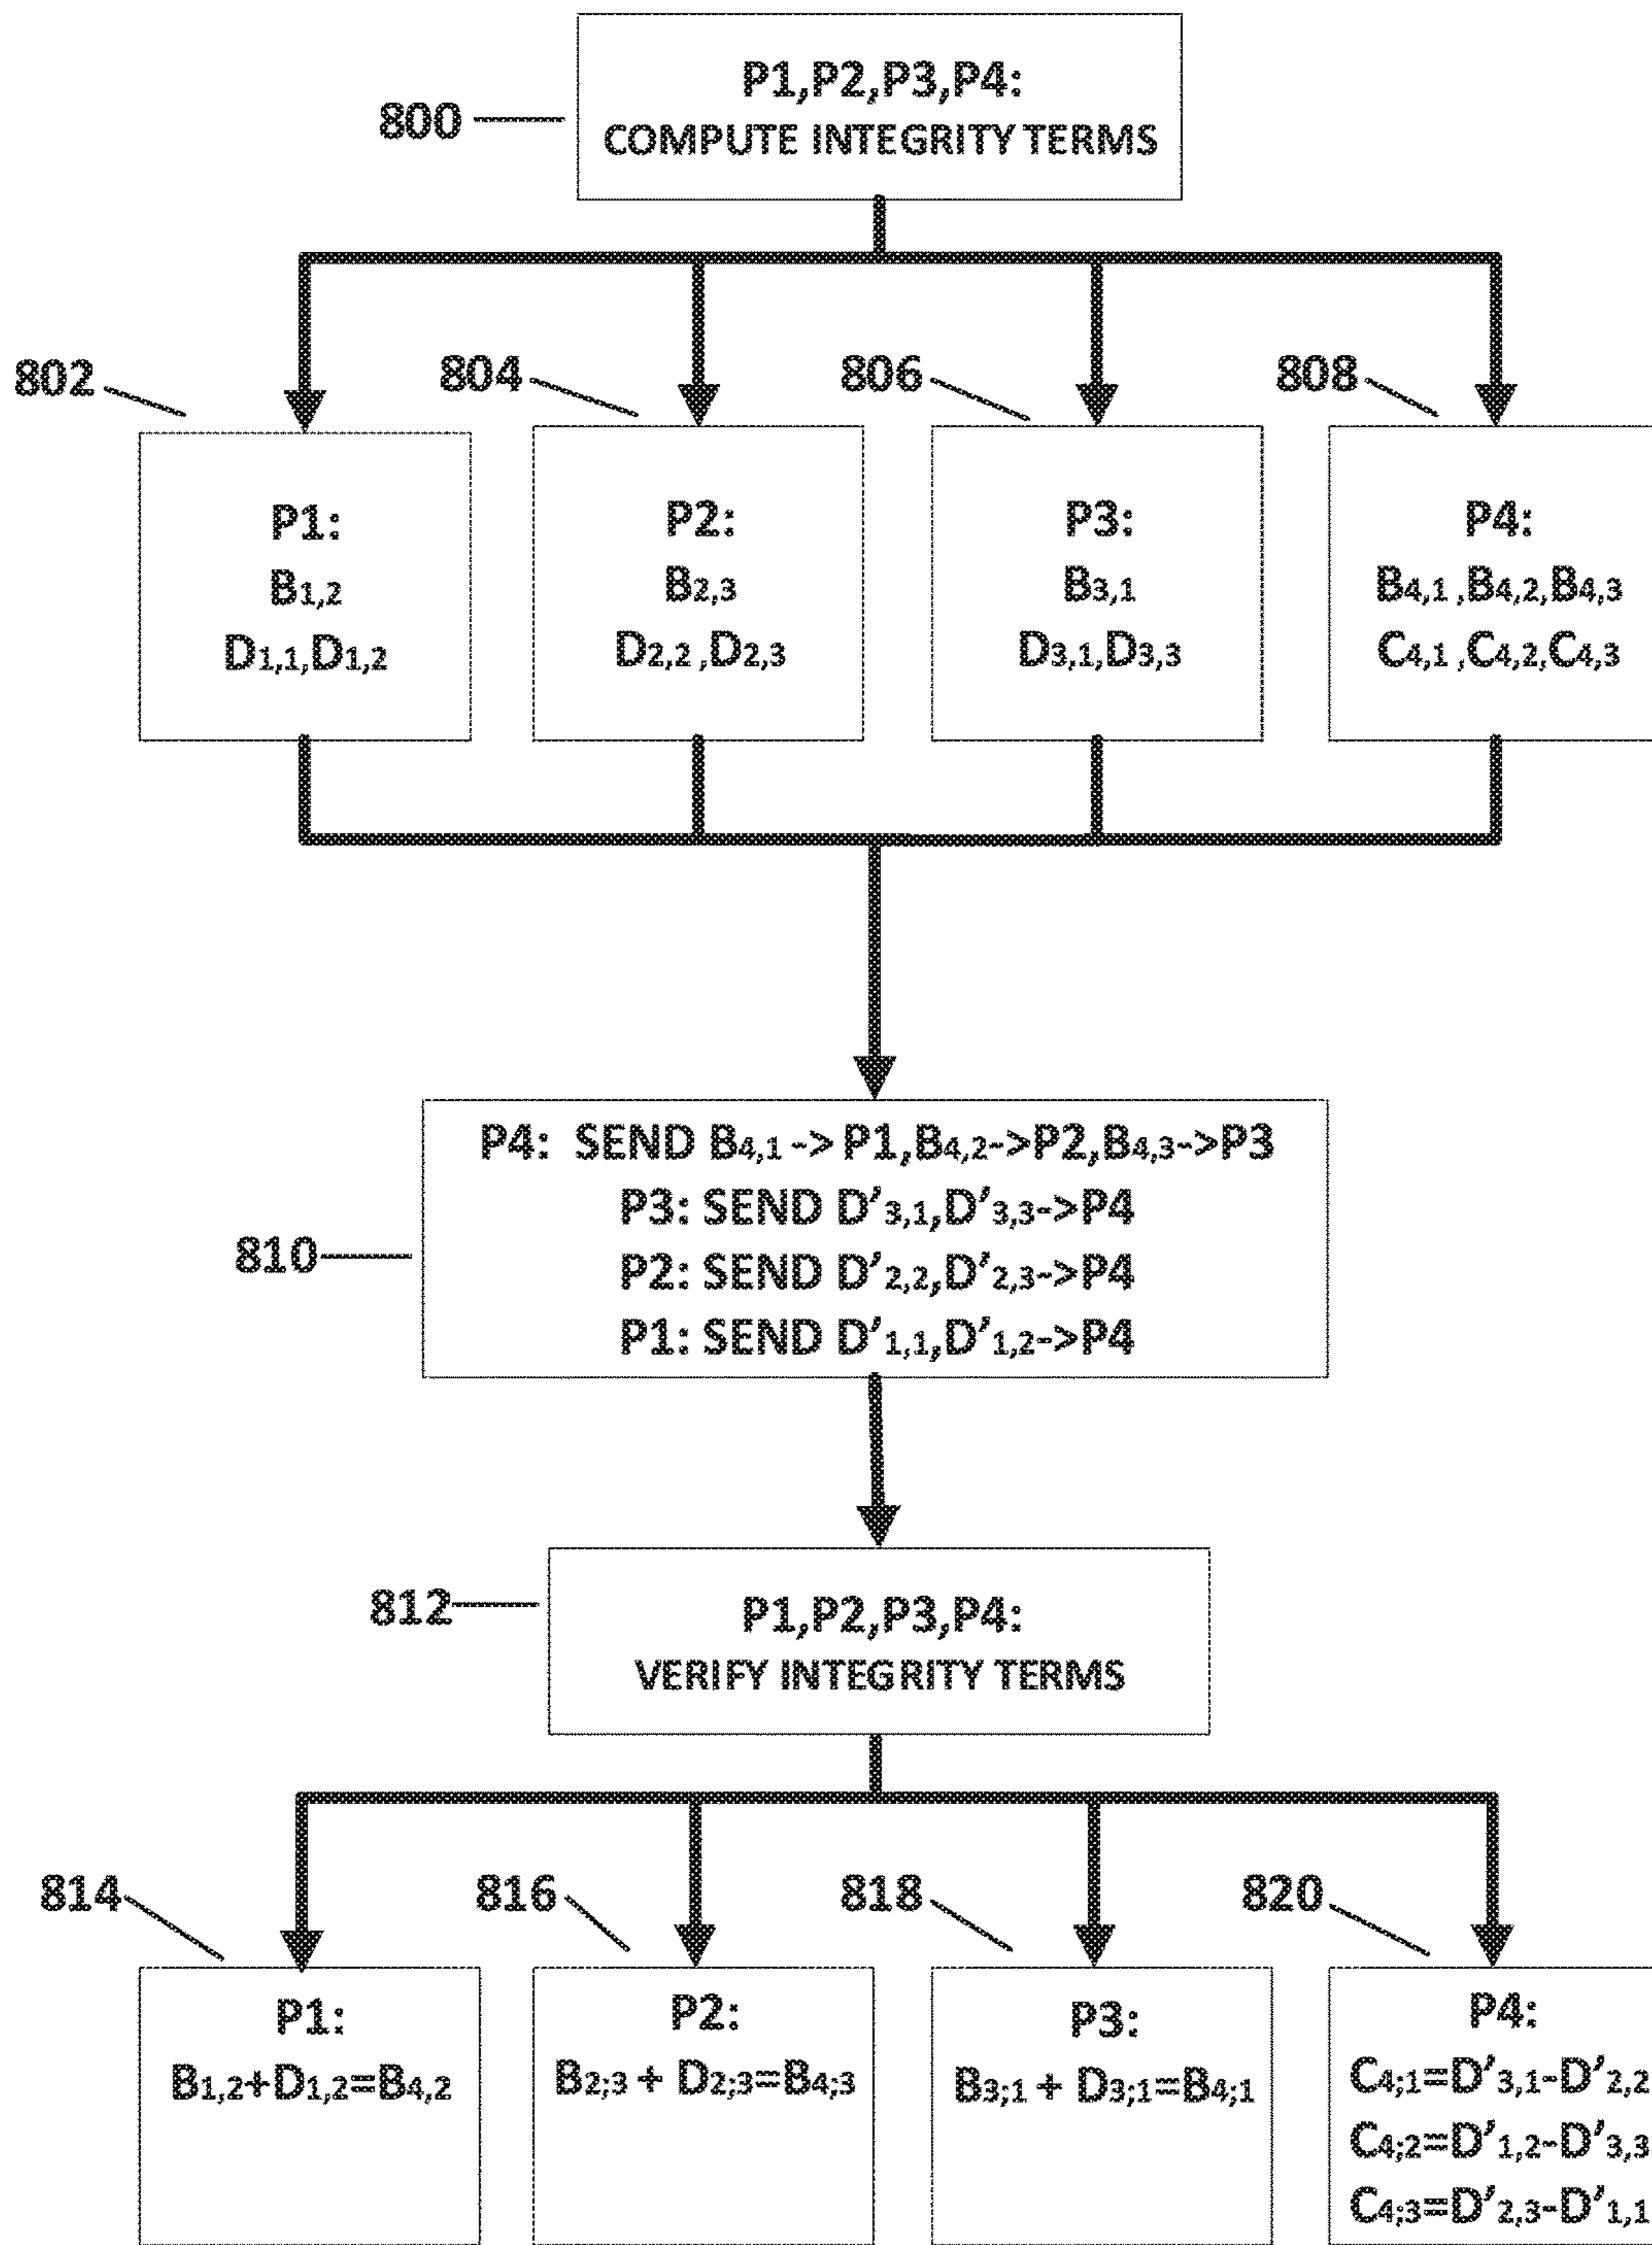 P1,P2,P3,P4:
800
COMPUTE INTEGRITY TERMS
802
804
806
808
P1:
B1,2
D1,1,D1,2
P2:
B2,3
D2,2 ,D2,3
P3:
B3,1
D3,1,D3,3
P4:
B4,1 ,B4,2,B4,3
C4,1 ,C4,2,C4,3
810
P4: SEND B4,1 -> P1,B4,2->P2,B4,3->P3
P3: SEND D’3,1,D’3,3->P4
P2: SEND D’2,2,D’2,3->P4
P1: SEND D’1,1,D’1,2->P4
812
P1,P2,P3,P4:
VERIFY INTEGRITY TERMS
814
816
818
820
P1:
B1,2+D1,2=B4,2
P2:
B2;3 + D2;3=B4;3
P3:
B3;1 + D3;1=B4;1
P4:
C4;1=D’3,1-D’2,2
C4;2=D’1,2-D’3,3
C4;3=D’2,3-D’1,1